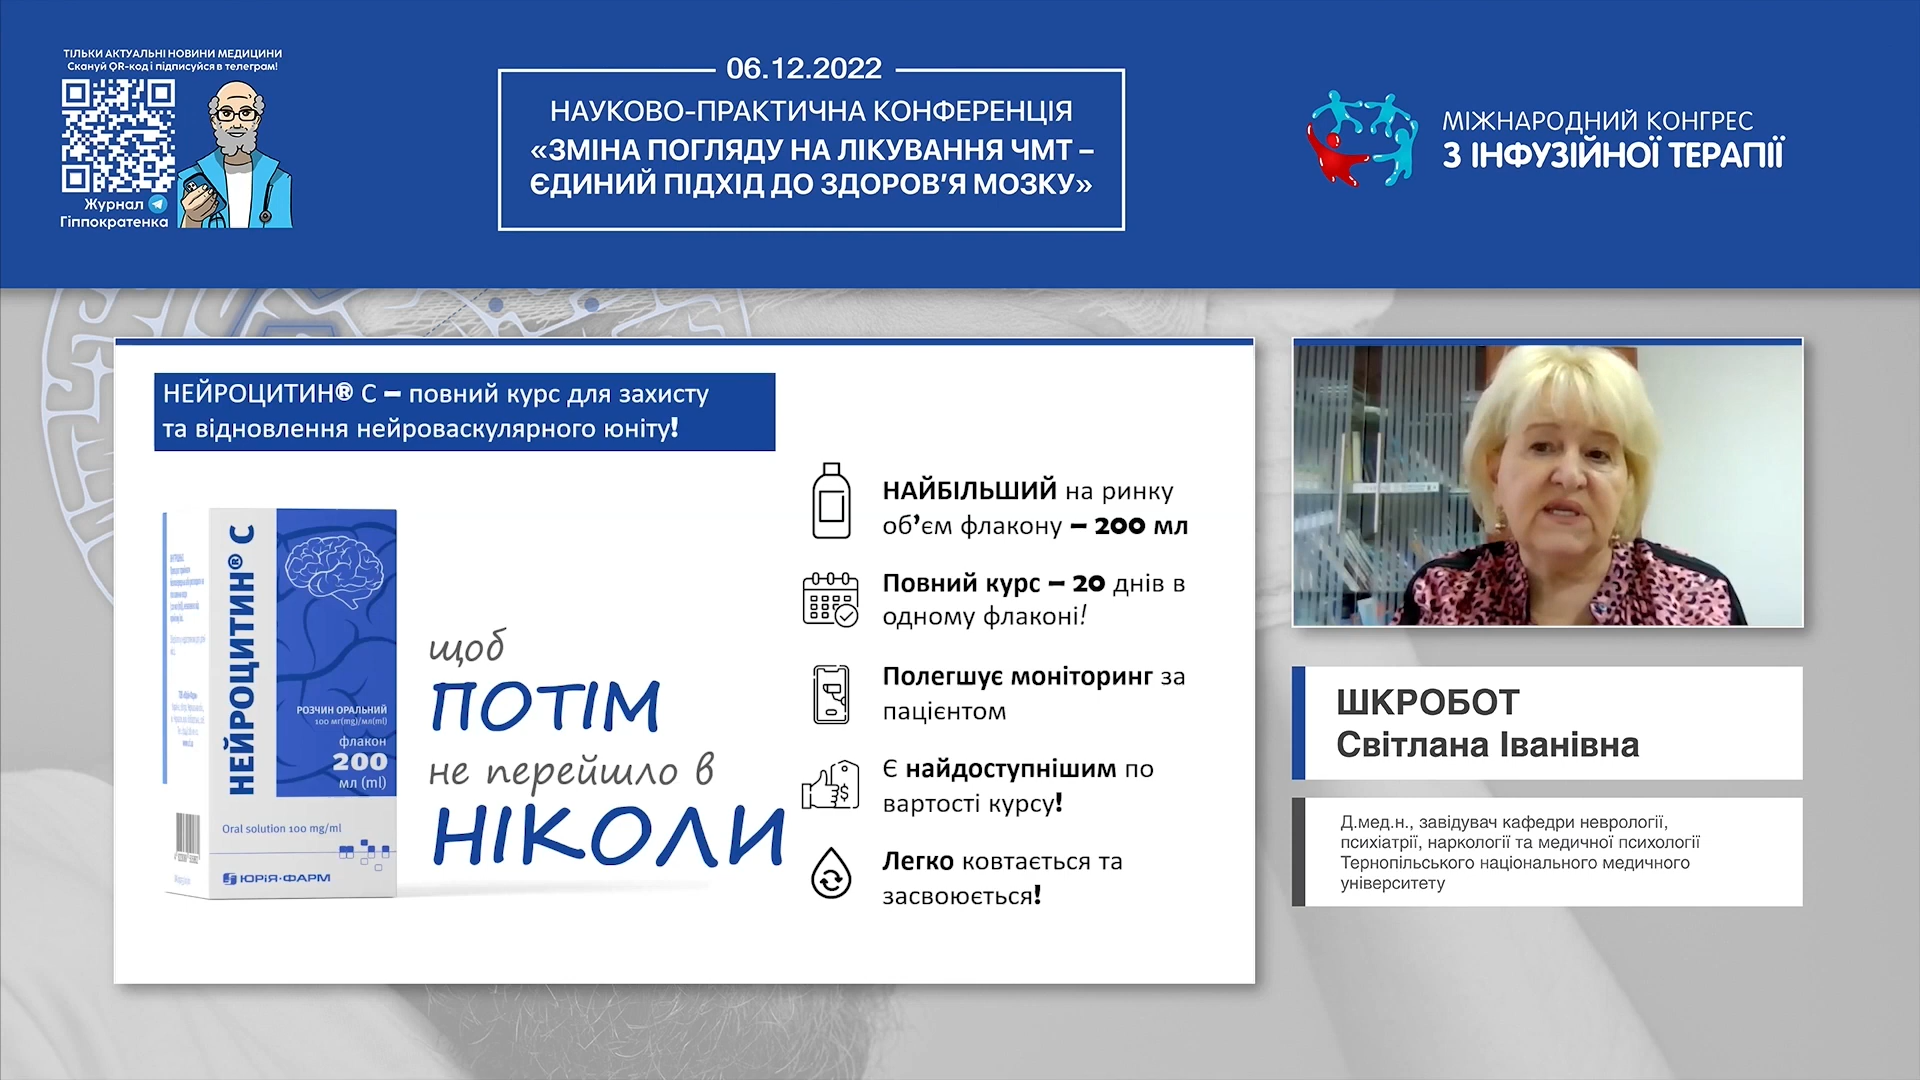 ТІЛЬКИ АКТУАЛЬНІ НОВИНИ МЕДИЦИНИ
Скануй QR-код і підписуйся в телеграм!
Журнал
Гіппократенка
06.12.2022
НАУКОВО-ПРАКТИЧНА КОНФЕРЕНЦІЯ
«ЗМІНА ПОГЛЯДУ НА ЛІКУВАННЯ ЧМТ –
ЄДИНИЙ ПІДХІД ДО ЗДОРОВ'Я МОЗКУ»
МІЖНАРОДНИЙ КОНГРЕС
З ІНФУЗІЙНОЇ ТЕРАПІЇ
НЕЙРОЦИТИН® С – повний курс для захисту
та відновлення нейроваскулярного юніту!
НЕЙРОЦИТИН® С
РОЗЧИН ОРАЛЬНИЙ
100 мг(mg)/мл(ml)
флакон
200
мл (ml)
Oral solution 100 mg/ml
ЮРІЯ·ФАРМ
щоб
ПОТІМ
не перейшло в
НІКОЛИ
НАЙБІЛЬШИЙ на ринку
об'єм флакону – 200 мл
Повний курс – 20 днів в
одному флаконі!
Полегшує моніторинг за
пацієнтом
Є найдоступнішим по
вартості курсу!
Легко ковтається та
засвоюється!
ШКРОБОТ
Світлана Іванівна
Д.мед.н., завідувач кафедри неврології,
психіатрії, наркології та медичної психології
Тернопільського національного медичного
університету